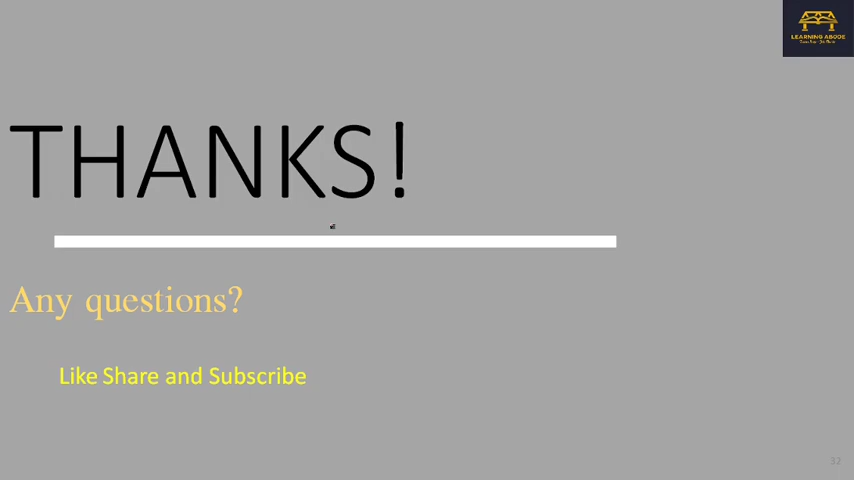 LEARNING ABODE
THANKS!
Any questions?
Like Share and Subscribe
32